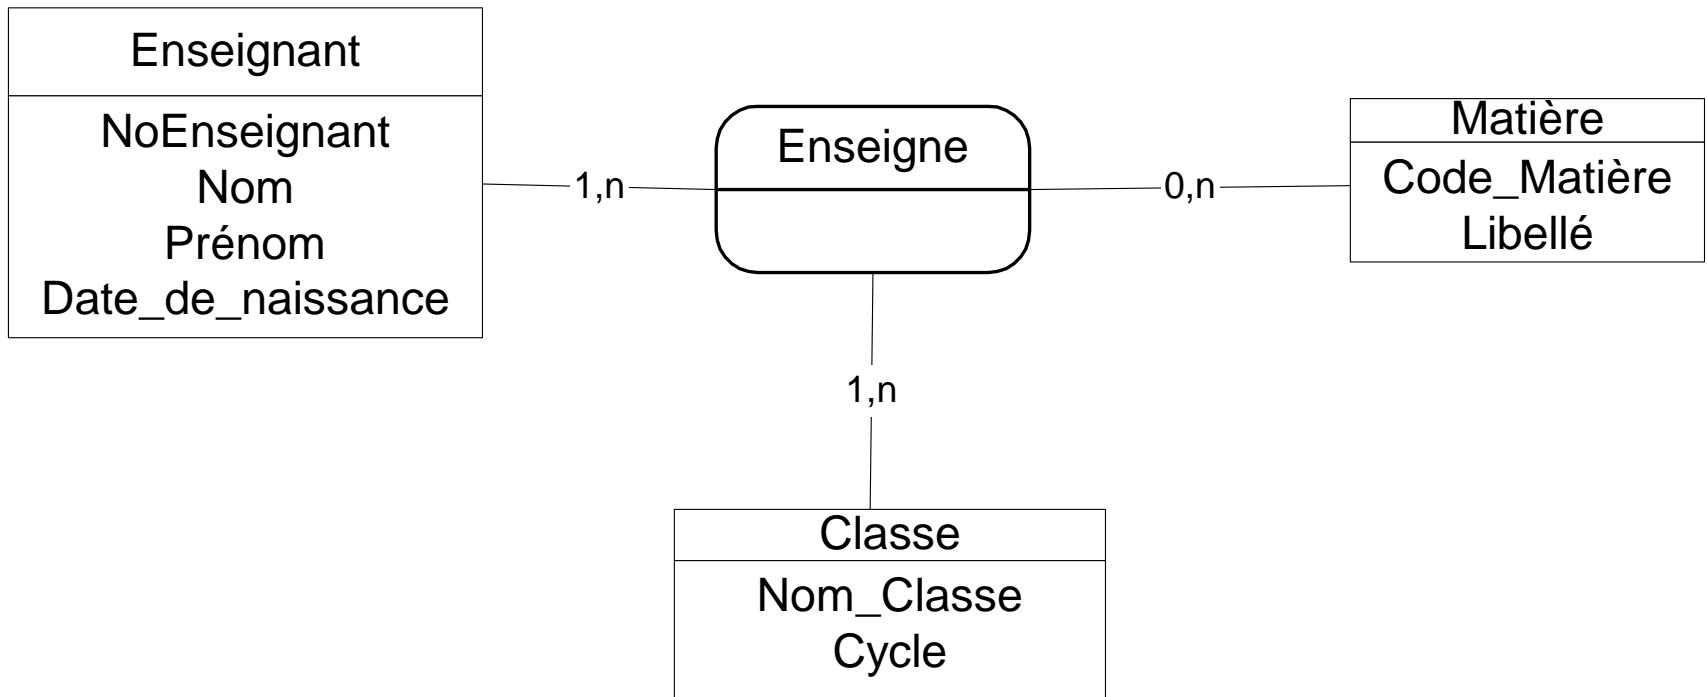 Enseignant
NoEnseignant
Nom
Prénom
Date_de_naissance
1,n
Enseigne
0,n
Matière
Code_Matière
Libellé
1,n
Classe
Nom_Classe
Cycle